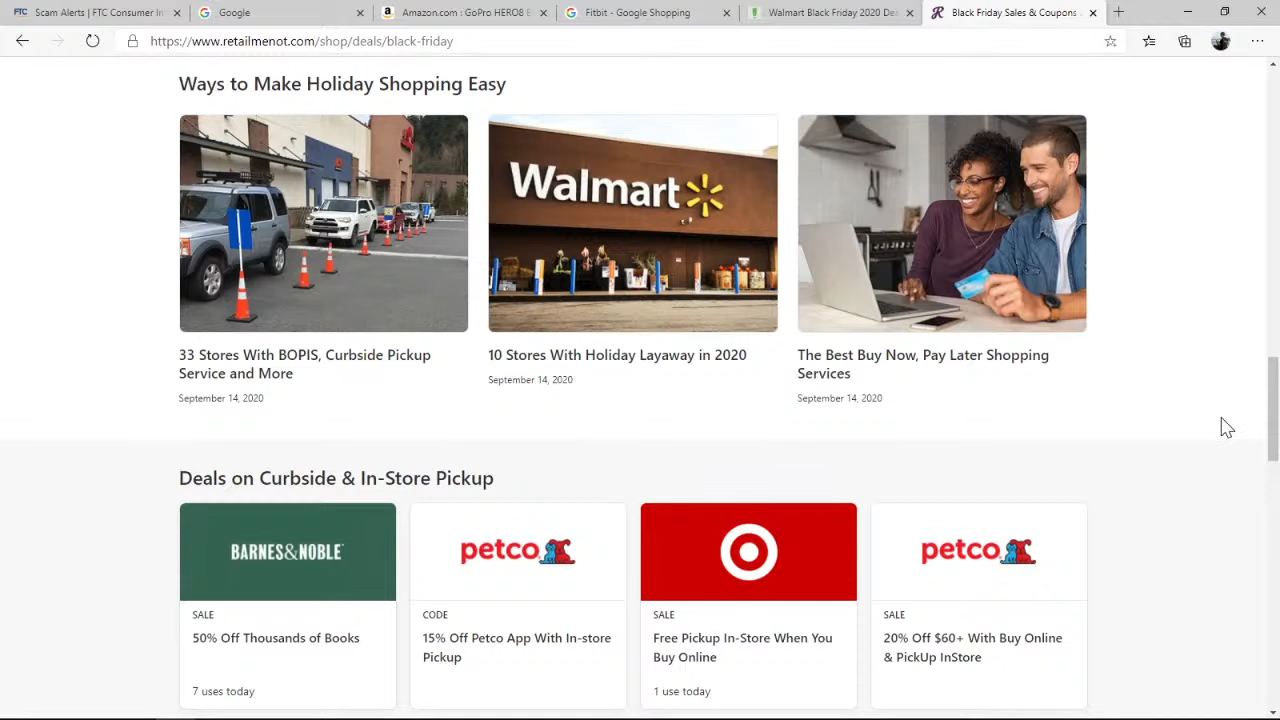 FTC Scam Alerts | FTC Consumer In
Google
Amazon.com : GoPro HERO8 B
Fitbit - Google Shopping
Walmart Black Friday 2020 Dea
Black Friday Sales & Coupons
https://www.retailmenot.com/shop/deals/black-friday
Ways to Make Holiday Shopping Easy
Walmart
33 Stores With BOPIS, Curbside Pickup
Service and More
September 14, 2020
10 Stores With Holiday Layaway in 2020
September 14, 2020
The Best Buy Now, Pay Later Shopping
Services
September 14, 2020
Deals on Curbside & In-Store Pickup
BARNES&NOBLE
SALE
50% Off Thousands of Books
7 uses today
petco
CODE
15% Off Petco App With In-store
Pickup
SALE
Free Pickup In-Store When You
Buy Online
1 use today
petco
SALE
20% Off $60+ With Buy Online
& PickUp InStore